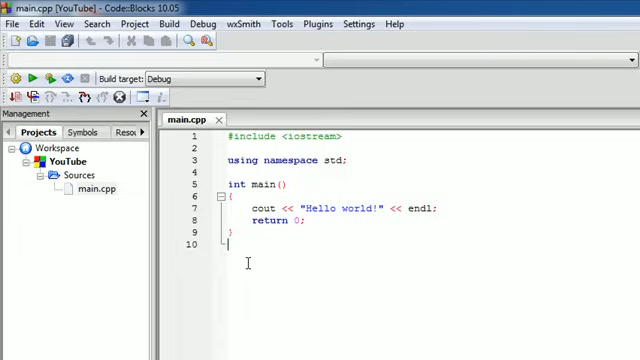 main.cpp [YouTube] - Code::Blocks 10.05
File Edit View Search Project Build Debug wxSmith Tools Plugins Settings Help
Build target: Debug
Management
Projects Symbols Resou
main.cpp
Workspace
YouTube
Sources
main.cpp
1 #include <iostream>
2
3 using namespace std;
4
5 int main()
6 {
7 cout << "Hello world!" << endl;
8 return 0;
9 }
10